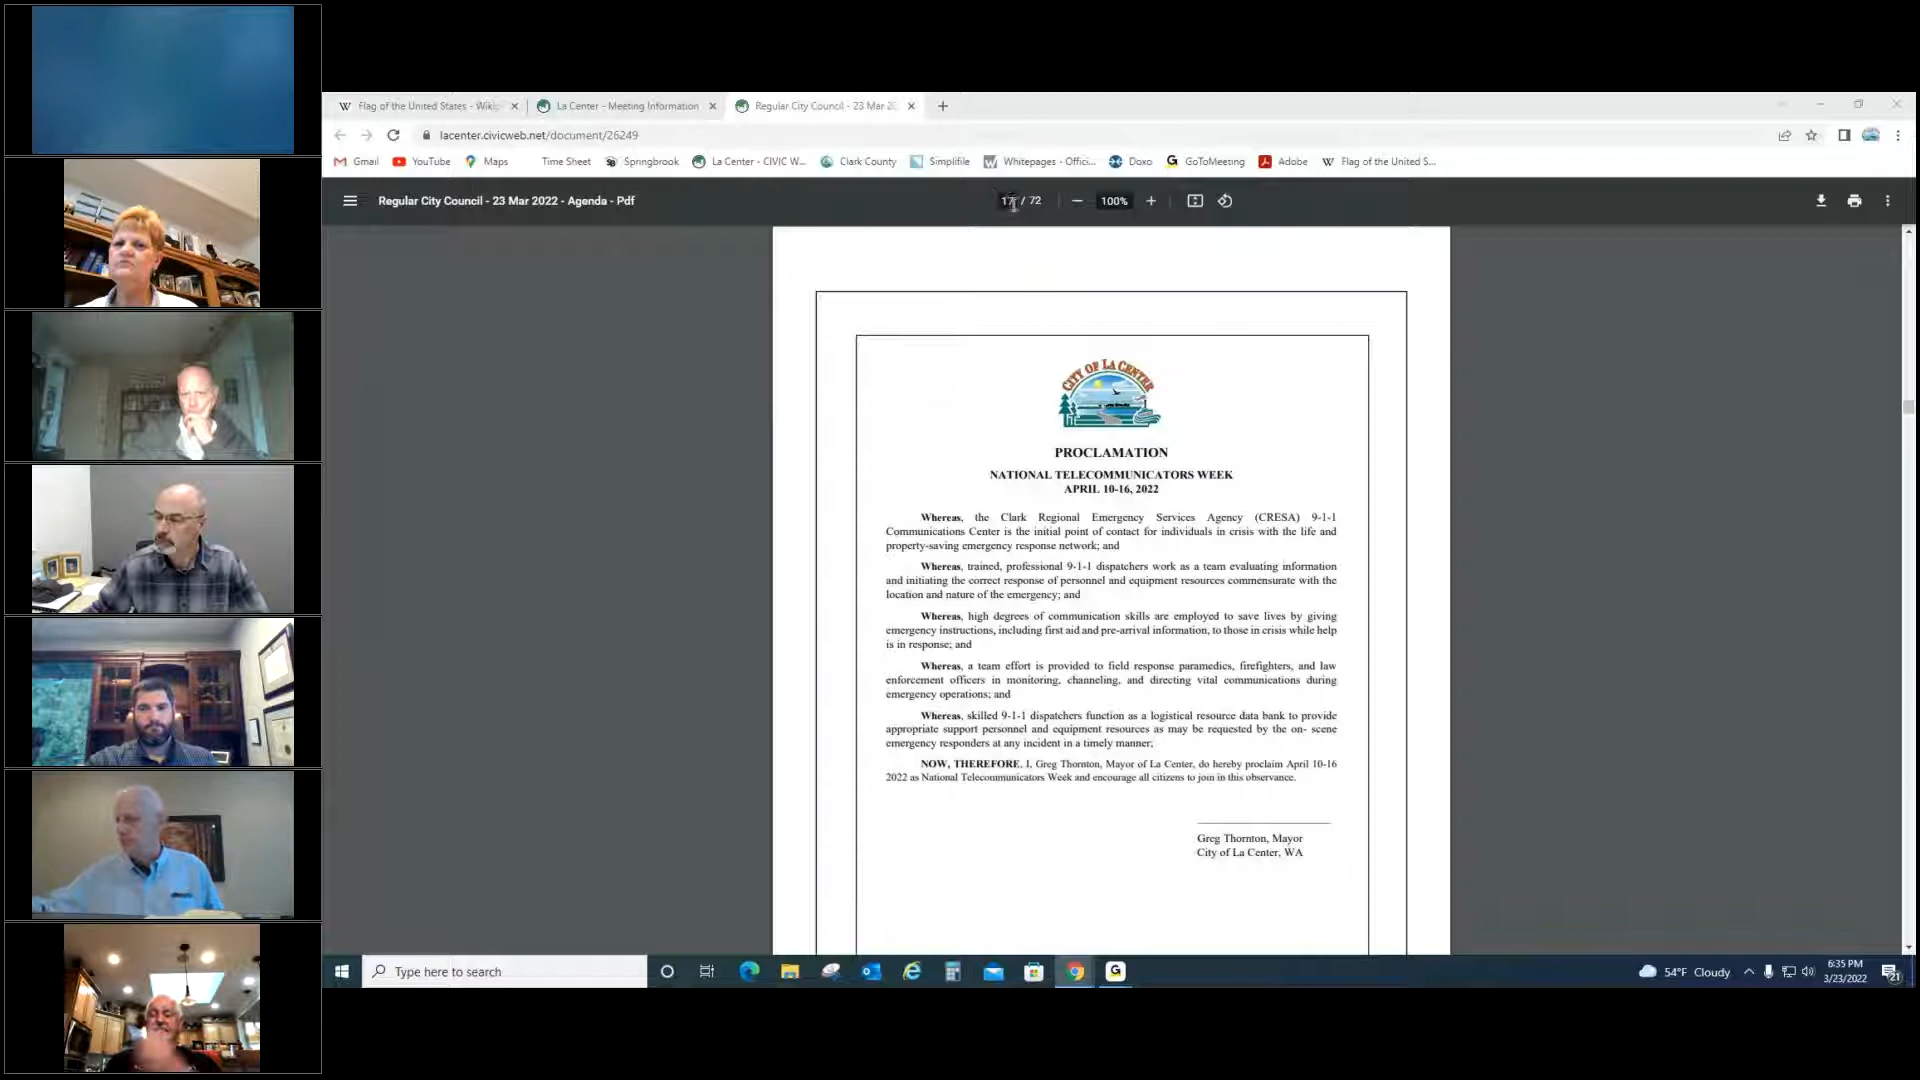 Flag of the United States - Wiki
La Center - Meeting Information
Regular City Council - 23 Mar 20
lacenter.civicweb.net/document/26249
Gmail
YouTube
Maps
Time Sheet
Springbrook
La Center - CIVIC W...
Clark County
Simplifile
Whitepages - Offici...
Doxo
GoToMeeting
Adobe
Flag of the United S...
Regular City Council - 23 Mar 2022 - Agenda - Pdf
17 / 72
100%
CITY OF LA CENTER
PROCLAMATION
NATIONAL TELECOMMUNICATORS WEEK
APRIL 10-16, 2022
Whereas, the Clark Regional Emergency Services Agency (CRESA) 9-1-1
Communications Center is the initial point of contact for individuals in crisis with the life and
property-saving emergency response network; and
Whereas, trained, professional 9-1-1 dispatchers work as a team evaluating information
and initiating the correct response of personnel and equipment resources commensurate with the
location and nature of the emergency; and
Whereas, high degrees of communication skills are employed to save lives by giving
emergency instructions, including first aid and pre-arrival information, to those in crisis while help
is in response; and
Whereas, a team effort is provided to field response paramedics, firefighters, and law
enforcement officers in monitoring, channeling, and directing vital communications during
emergency operations; and
Whereas, skilled 9-1-1 dispatchers function as a logistical resource data bank to provide
appropriate support personnel and equipment resources as may be requested by the on- scene
emergency responders at any incident in a timely manner;
NOW, THEREFORE, I, Greg Thornton, Mayor of La Center, do hereby proclaim April 10-16
2022 as National Telecommunicators Week and encourage all citizens to join in this observance.
Greg Thornton, Mayor
City of La Center, WA
Type here to search
54°F Cloudy
6:35 PM
3/23/2022
21